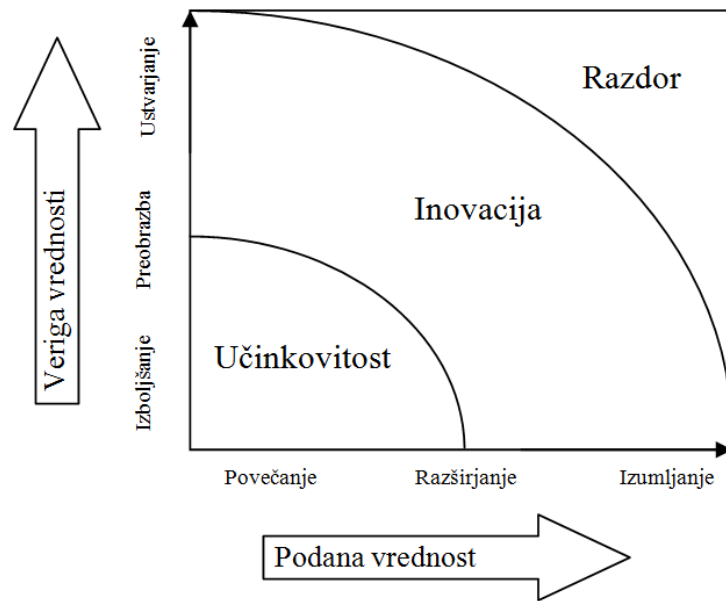 Veriga vrednosti
Ustvarjanje
Preobrazba
Izboljšanje
Razdor
Inovacija
Učinkovitost
Povečanje
Razširjanje
Izumljanje
Podana vrednost